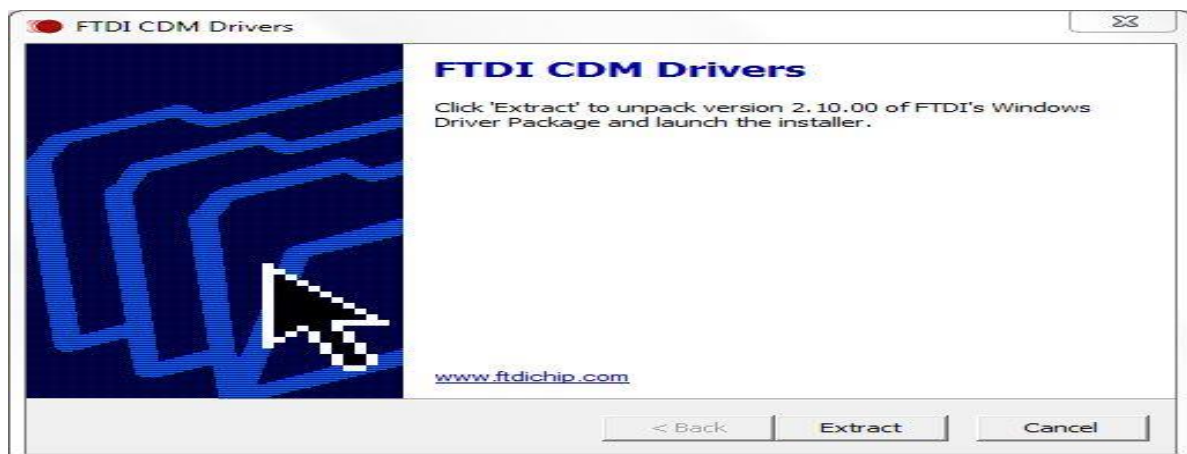 FTDI CDM Drivers
FTDI CDM Drivers
Click 'Extract' to unpack version 2.10.00 of FTDI's Windows
Driver Package and launch the installer.
www.ftdichip.com
< Back Extract Cancel